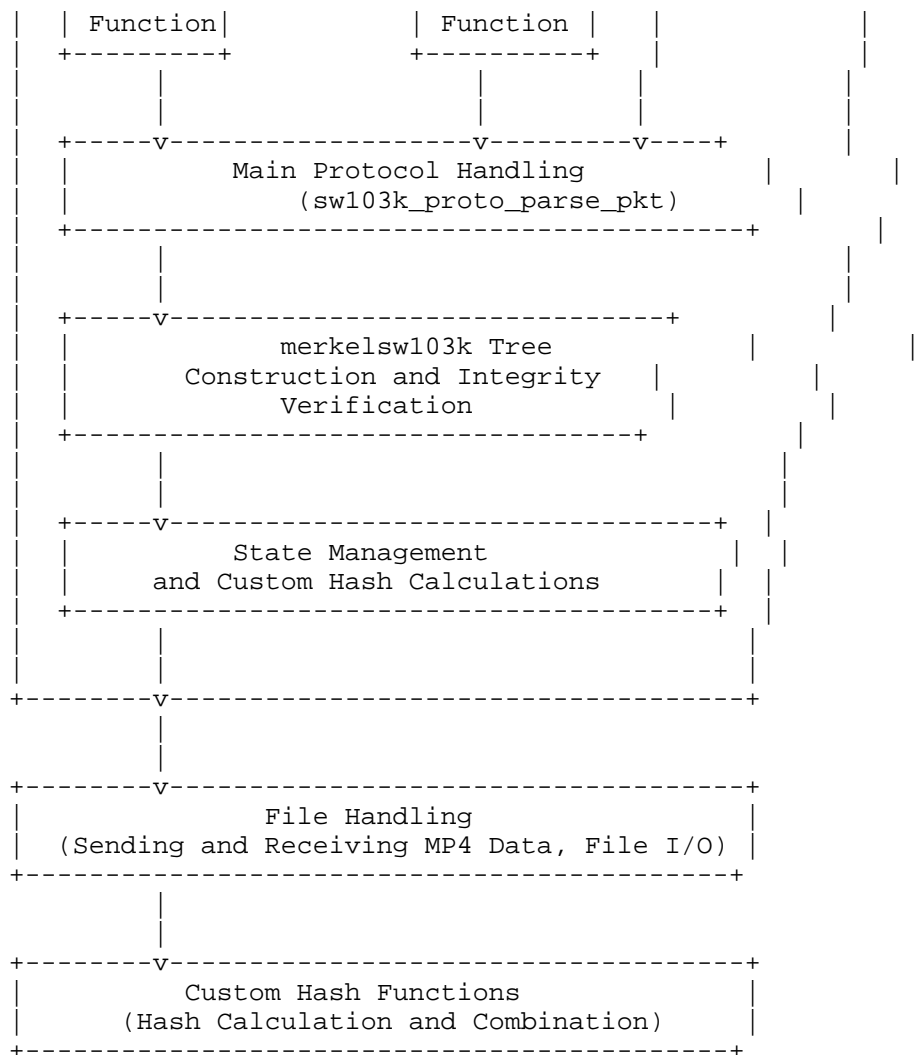 Function Function
Main Protocol Handling
(sw103k_proto_parse_pkt)
merkelsw103k Tree
Construction and Integrity
Verification
State Management
and Custom Hash Calculations
File Handling
(Sending and Receiving MP4 Data, File I/O)
Custom Hash Functions
(Hash Calculation and Combination)